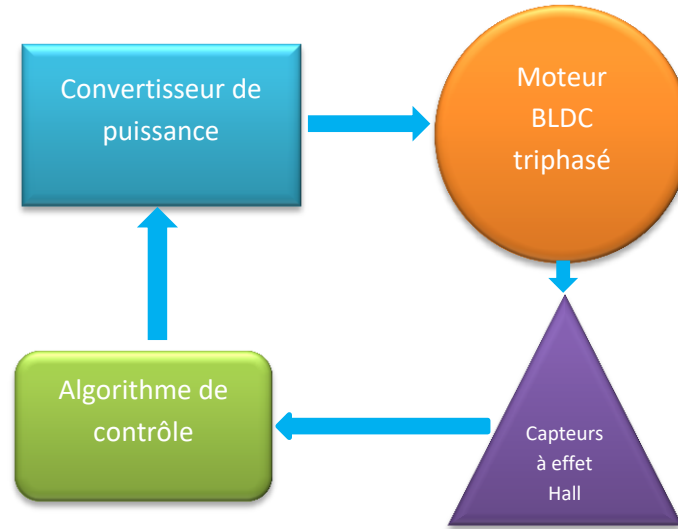 Convertisseur de
puissance
Moteur
BLDC
triphasé
Algorithme de
contrôle
Capteurs
à effet
Hall